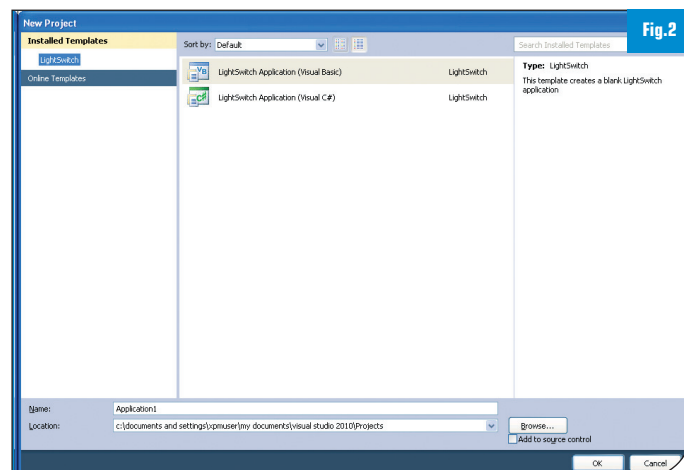 New Project
Fig.2
Installed Templates
LightSwitch
Online Templates
Sort by: Default
Search Installed Templates
VB LightSwitch Application (Visual Basic) LightSwitch
C# LightSwitch Application (Visual C#) LightSwitch
Type: LightSwitch
This template creates a blank LightSwitch
application
Name: Application1
Location: c:\documents and settings\xpmuser\my documents\visual studio 2010\Projects
Browse...
Add to source control
OK Cancel